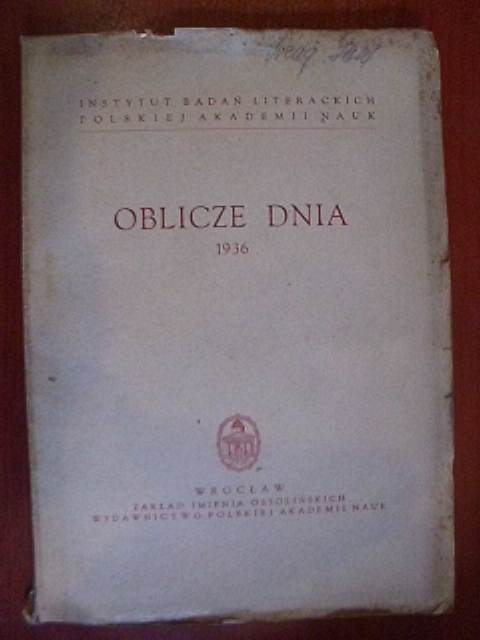 INSTYTUT BADAŃ LITERACKICH
POLSKIEJ AKADEMII NAUK
OBLICZE DNIA
1936
WROCŁAW
ZAKŁAD IMIENIA OSSOLIŃSKICH
WYDAWNICTWO POLSKIEJ AKADEMII NAUK